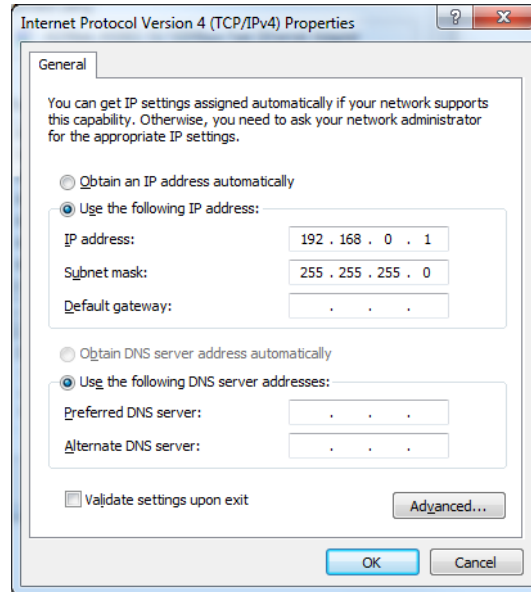 Internet Protocol Version 4 (TCP/IPv4) Properties
?
General
You can get IP settings assigned automatically if your network supports
this capability. Otherwise, you need to ask your network administrator
for the appropriate IP settings.
Obtain an IP address automatically
Use the following IP address:
IP address: 192 . 168 . 0 . 1
Subnet mask: 255 . 255 . 255 . 0
Default gateway: . . .
Obtain DNS server address automatically
Use the following DNS server addresses:
Preferred DNS server: . . .
Alternate DNS server: . . .
Validate settings upon exit
Advanced...
OK Cancel